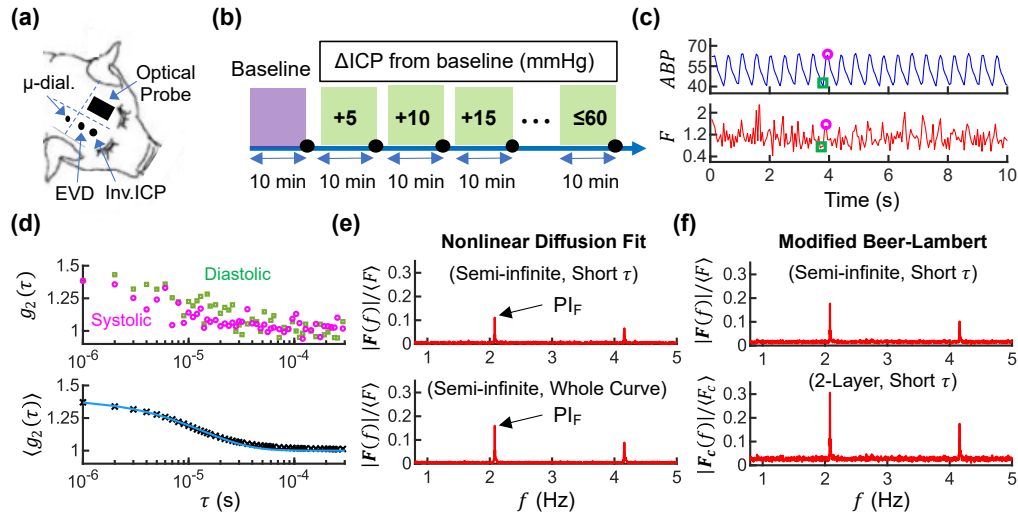 (a)
μ-dial.
Optical
Probe
EVD
Inv.ICP
(b)
Baseline
ΔICP from baseline (mmHg)
+5
+10
+15
≤60
10 min
10 min
10 min
10 min
10 min
(c)
ABP
70
55
40
F
2.0
1.2
0.4
0
2
4
6
8
10
Time (s)
(d)
g₂(τ)
1.5
1.25
1
Diastolic
Systolic
10⁻⁶
10⁻⁵
10⁻⁴
⟨g₂(τ)⟩
1.5
1.25
1
10⁻⁶
10⁻⁵
10⁻⁴
τ (s)
(e)
Nonlinear Diffusion Fit
(Semi-infinite, Short τ)
|F(f)|/⟨F⟩
0.3
0.2
0.1
0
PI_F
1
2
3
4
5
(Semi-infinite, Whole Curve)
|F(f)|/⟨F⟩
0.3
0.2
0.1
0
PI_F
1
2
3
4
5
f (Hz)
(f)
Modified Beer-Lambert
(Semi-infinite, Short τ)
|F(f)|/⟨F⟩
0.3
0.2
0.1
0
1
2
3
4
5
(2-Layer, Short τ)
|F_c(f)|/⟨F_c⟩
0.3
0.2
0.1
0
1
2
3
4
5
f (Hz)